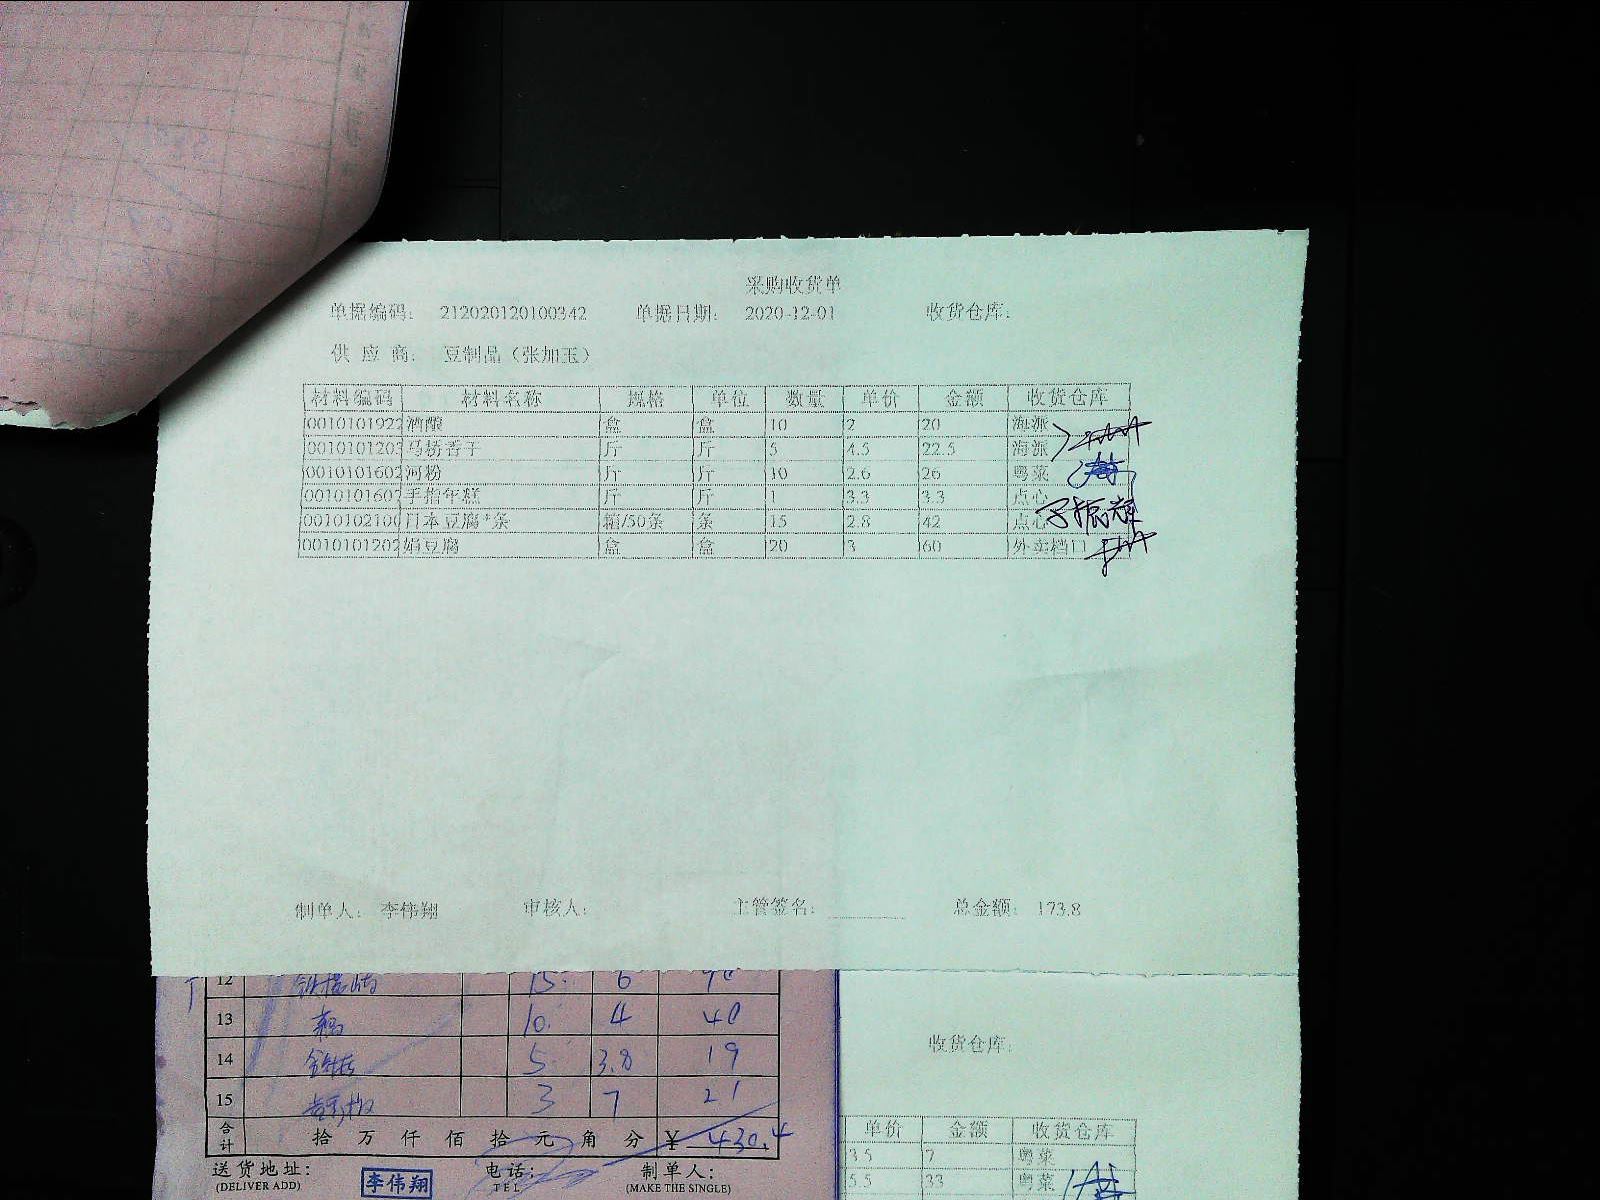 采购收货单
单据编码： 212020120100342 单据日期： 2020-12-01 收货仓库：
供 应 商： 豆制品（张加玉）
材料编码 材料名称 规格 单位 数量 单价 金额 收货仓库
0010101922 酒酿 盒 盒 10 2 20 海派
0010101203 马桥香干 斤 斤 5 4.5 22.5 海派
0010101602 河粉 斤 斤 10 2.6 26 粤菜
0010101602 手指年糕 斤 斤 1 3.3 3.3 点心
0010102100 日本豆腐*条 箱/50条 条 15 2.8 42 点心
0010101202 绢豆腐 盒 盒 20 3 60 外卖档口
制单人： 李伟翔 审核人： 主管签名： 总金额： 173.8
12 15 6 90
13 10 4 40
14 5 3.8 19
15 3 7 21
合计 拾 万 仟 佰 拾 元 角 分 ¥ 430.4
送货地址： 电话： 制单人：
(DELIVER ADD) 李伟翔 TEL (MAKE THE SINGLE)
收货仓库：
单价 金额 收货仓库
3.5 7 粤菜
5.5 33 粤菜